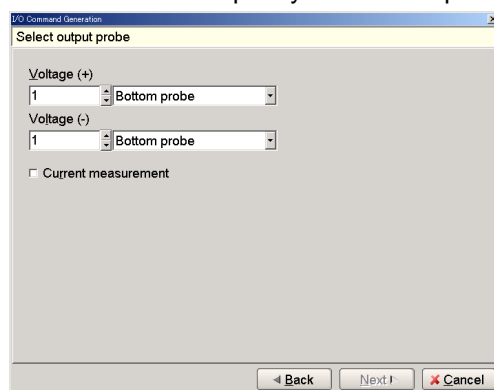 I/O Command Generation
Select output probe
Voltage (+)
1 Bottom probe
Voltage (-)
1 Bottom probe
Current measurement
Back Next Cancel